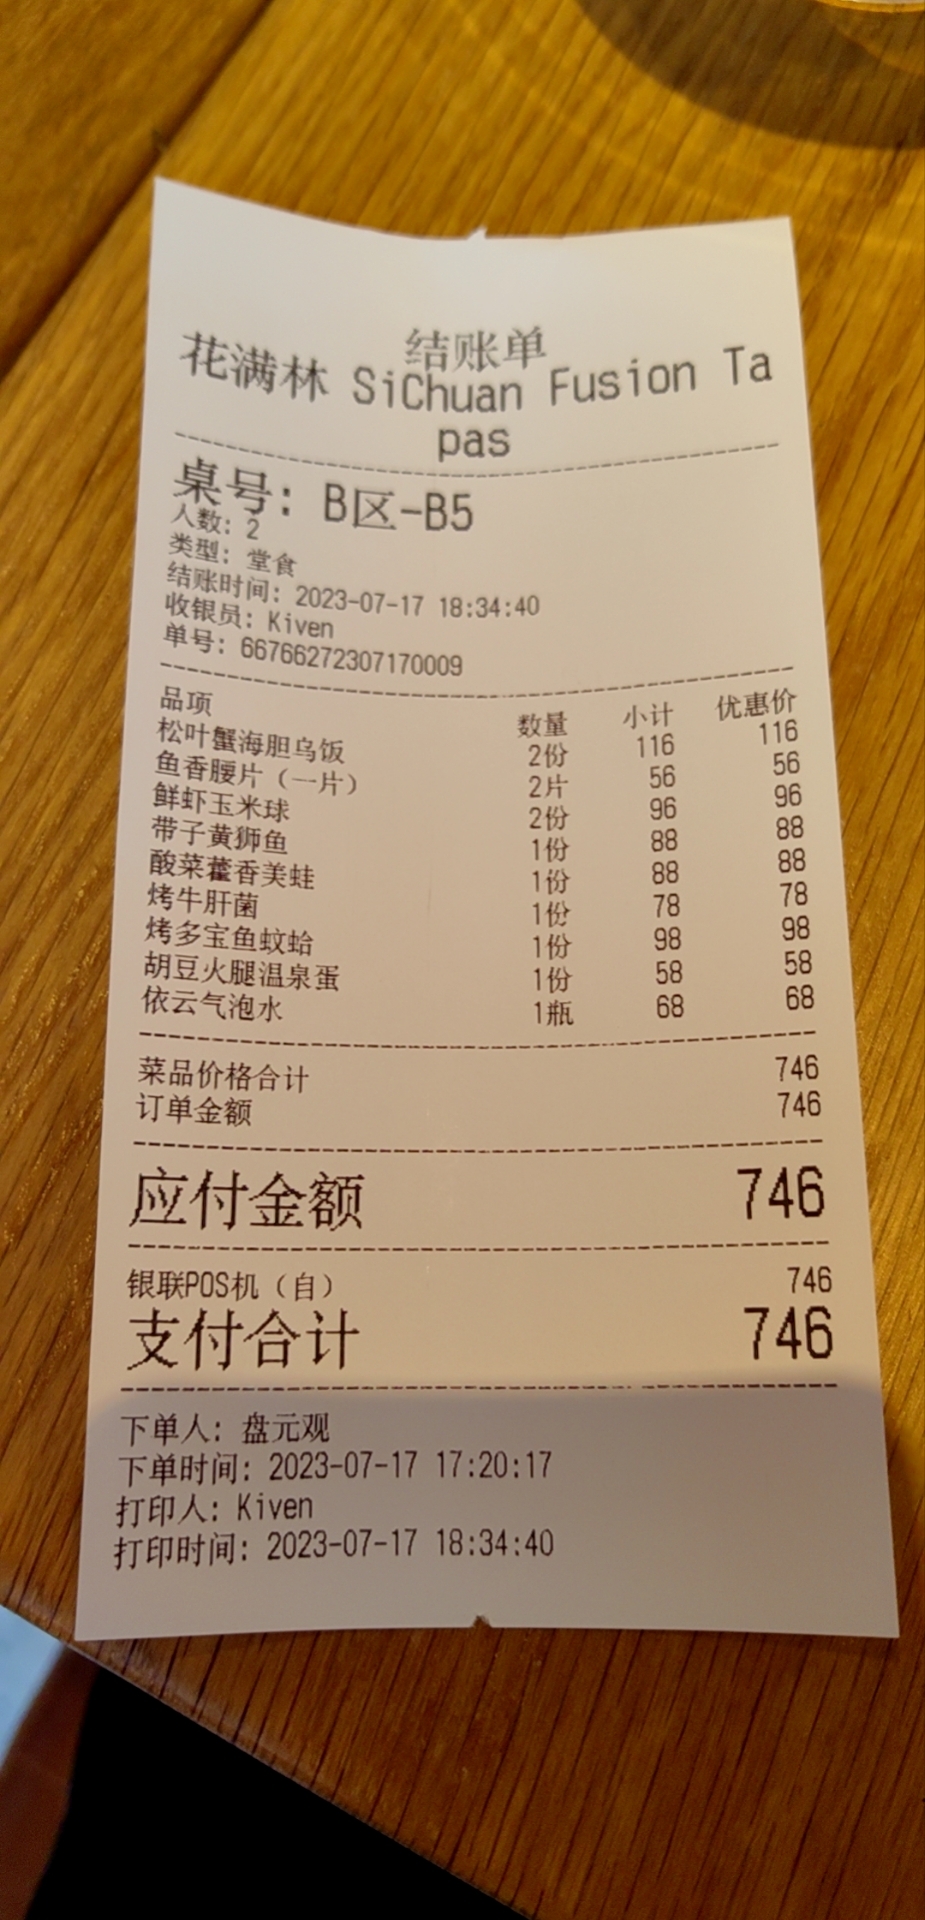 结账单
花满林 SiChuan Fusion Ta
pas
桌号: B区-B5
人数: 2
类型: 堂食
结账时间: 2023-07-17 18:34:40
收银员: Kiven
单号: 66766272307170009
品项 数量 小计 优惠价
松叶蟹海胆乌饭 2份 116 116
鱼香腰片（一片） 2片 56 56
鲜虾玉米球 2份 96 96
带子黄狮鱼 1份 88 88
酸菜藿香美蛙 1份 88 88
烤牛肝菌 1份 78 78
烤多宝鱼蚊蛤 1份 98 98
胡豆火腿温泉蛋 1份 58 58
依云气泡水 1瓶 68 68
菜品价格合计 746
订单金额 746
应付金额 746
银联POS机（自） 746
支付合计 746
下单人: 盘元观
下单时间: 2023-07-17 17:20:17
打印人: Kiven
打印时间: 2023-07-17 18:34:40